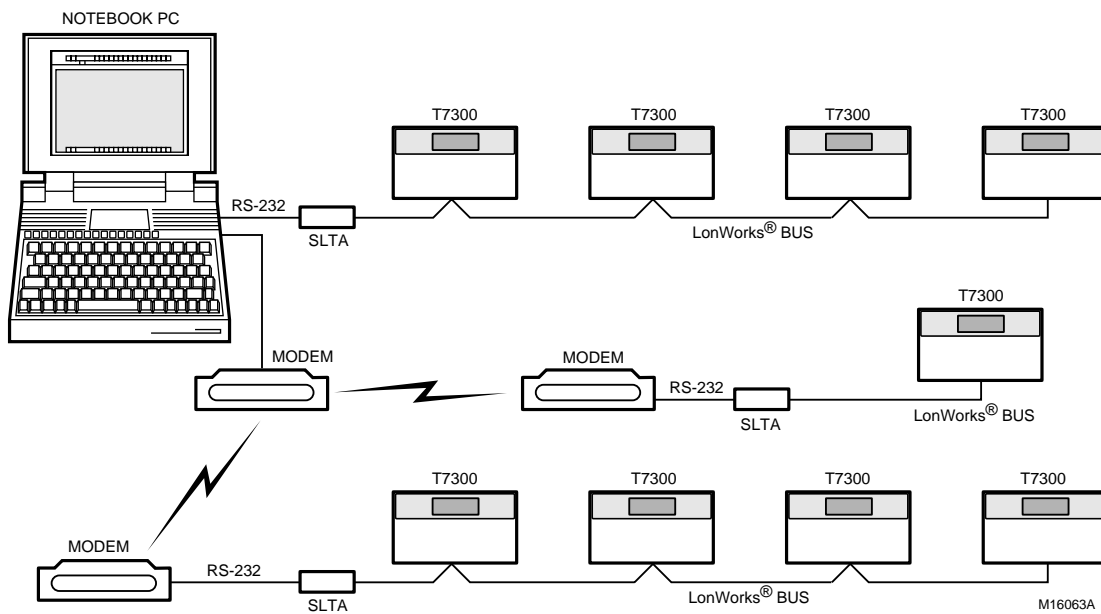 NOTEBOOK PC
T7300
T7300
T7300
T7300
RS-232
SLTA
LonWorks® BUS
T7300
MODEM
MODEM
RS-232
SLTA
LonWorks® BUS
T7300
T7300
T7300
T7300
MODEM
RS-232
SLTA
LonWorks® BUS
M16063A